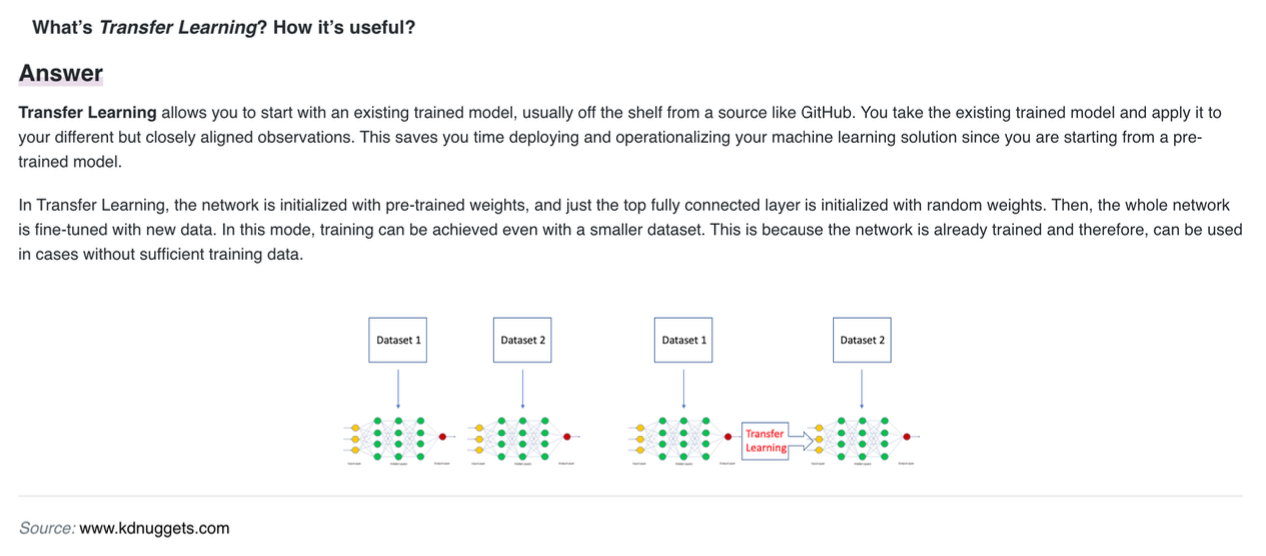 What's Transfer Learning? How it's useful?
Answer
Transfer Learning allows you to start with an existing trained model, usually off the shelf from a source like GitHub. You take the existing trained model and apply it to
your different but closely aligned observations. This saves you time deploying and operationalizing your machine learning solution since you are starting from a pre-
trained model.
In Transfer Learning, the network is initialized with pre-trained weights, and just the top fully connected layer is initialized with random weights. Then, the whole network
is fine-tuned with new data. In this mode, training can be achieved even with a smaller dataset. This is because the network is already trained and therefore, can be used
in cases without sufficient training data.
Dataset 1
Dataset 2
Dataset 1
Dataset 2
Transfer
Learning
Source: www.kdnuggets.com